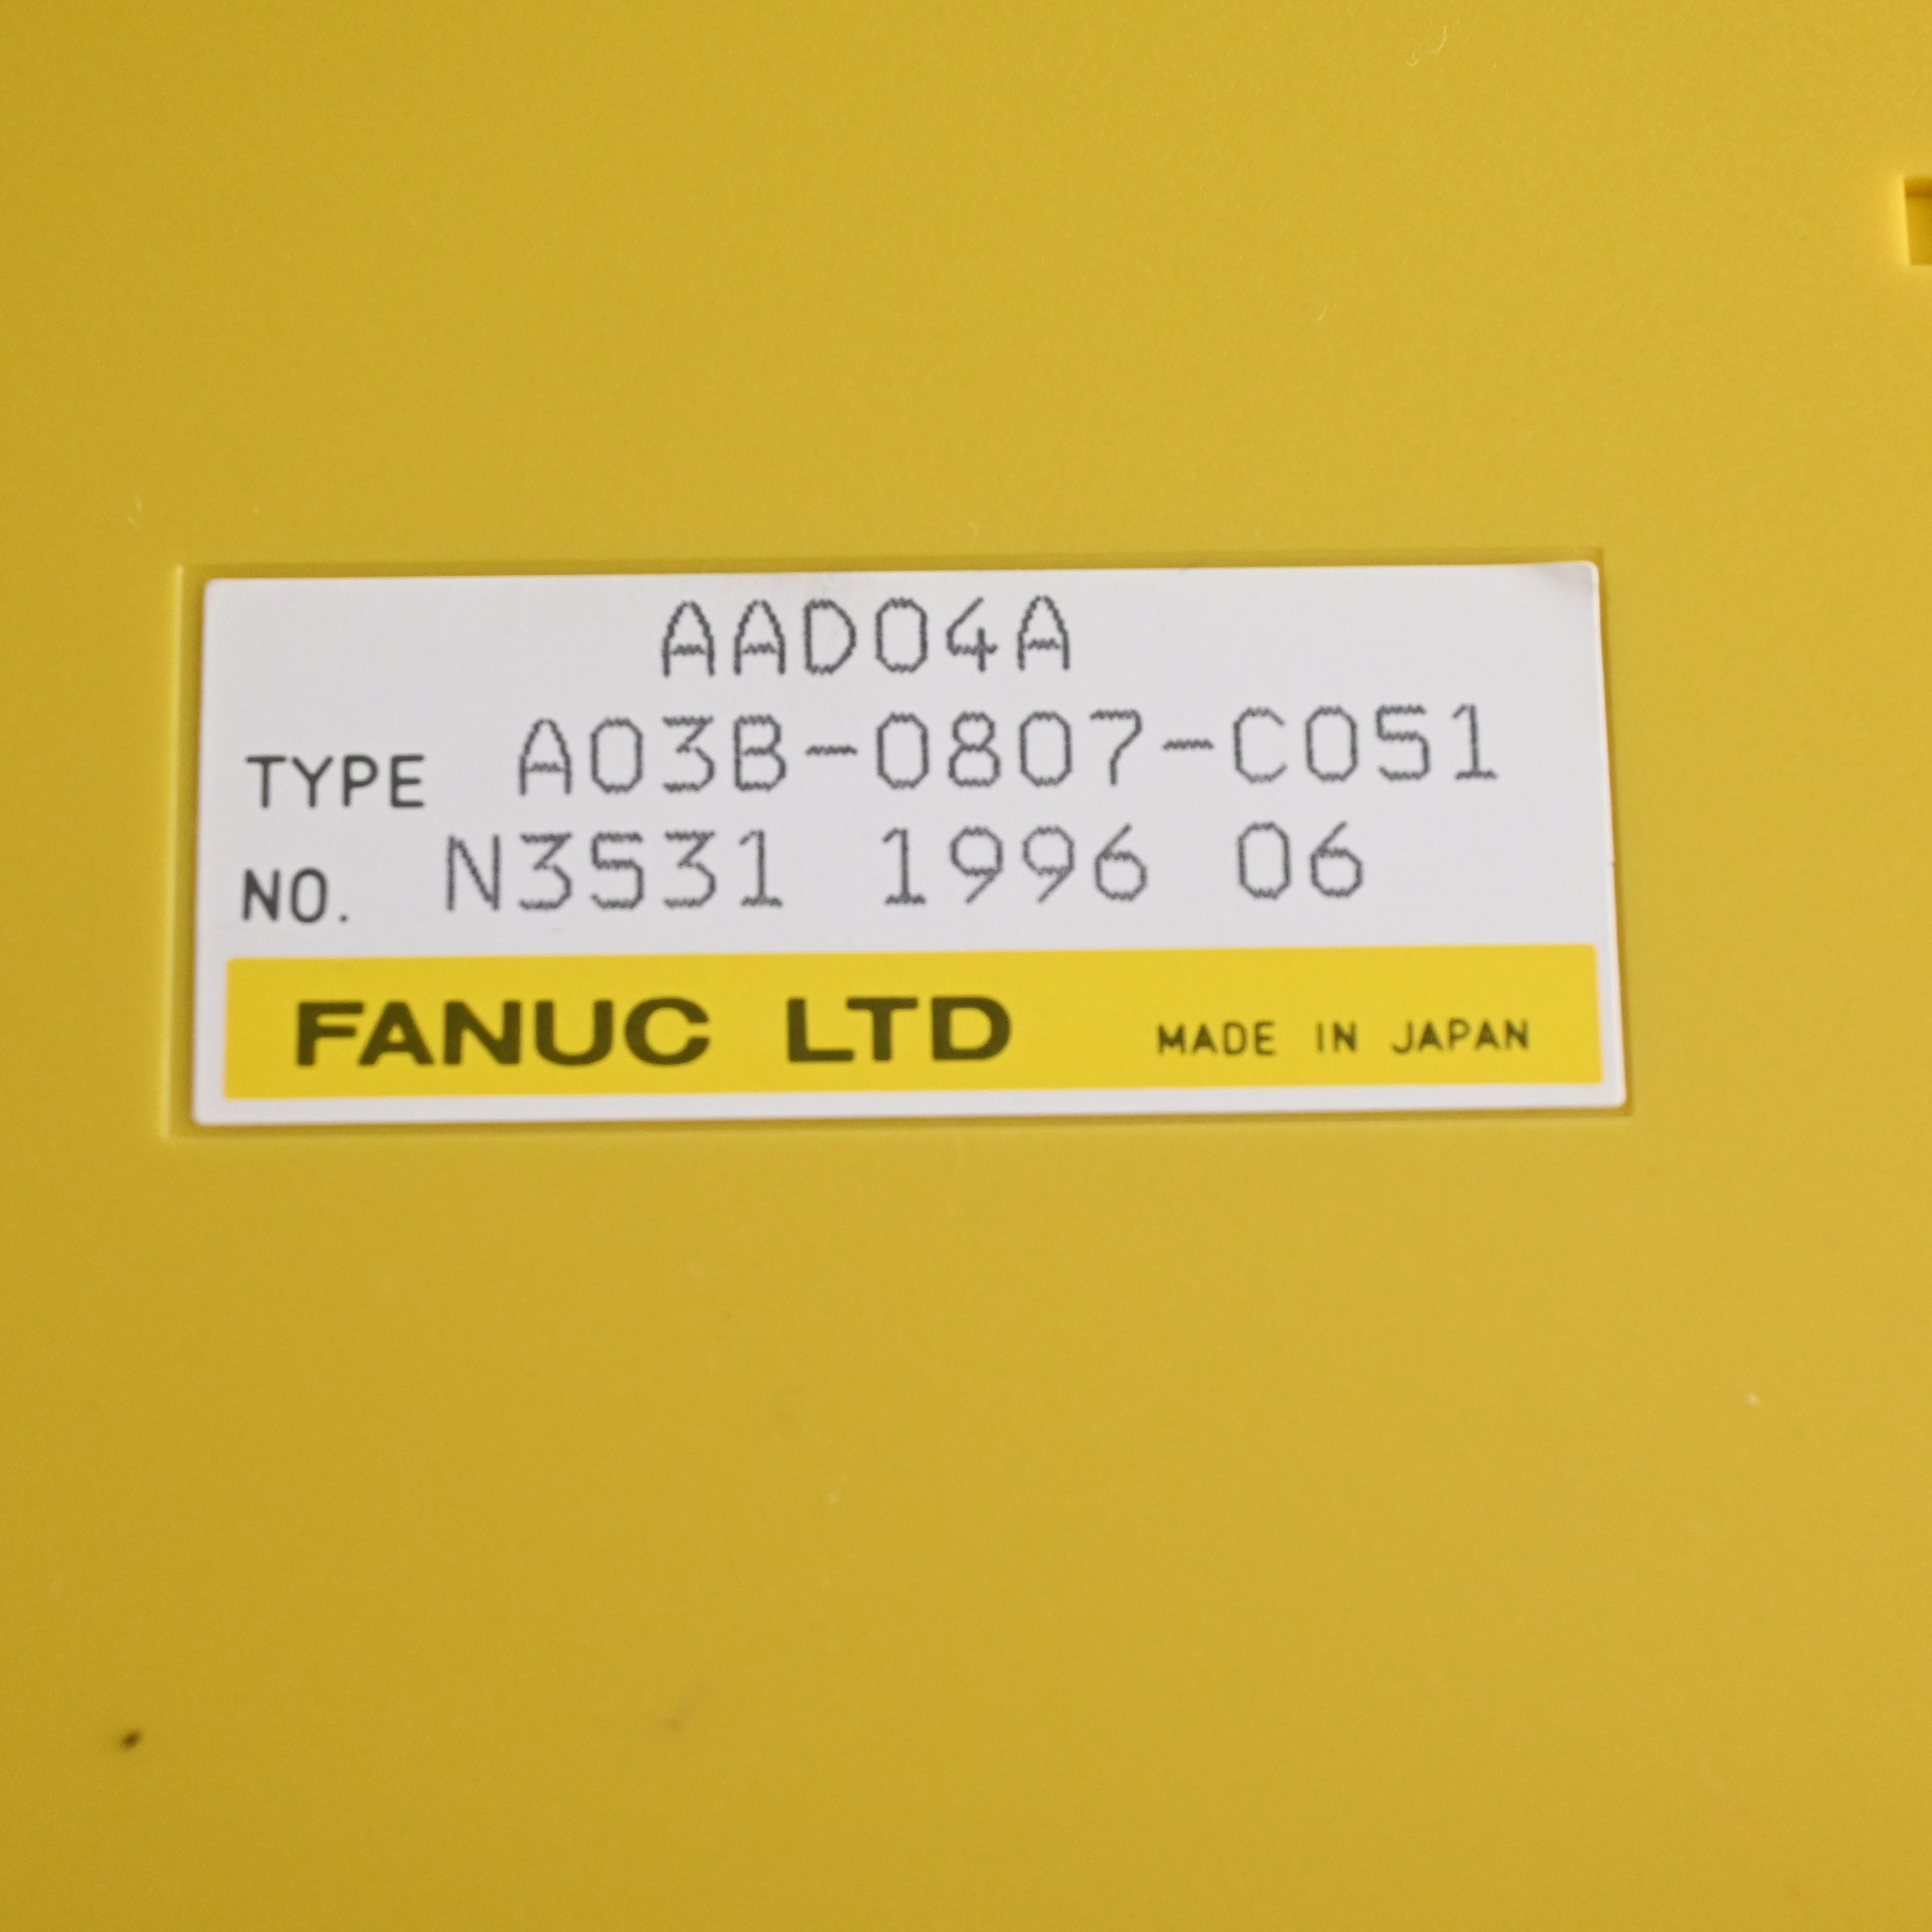 AAD04A
TYPE A03B-0807-C051
NO. N3531 1996 06
FANUC LTD MADE IN JAPAN